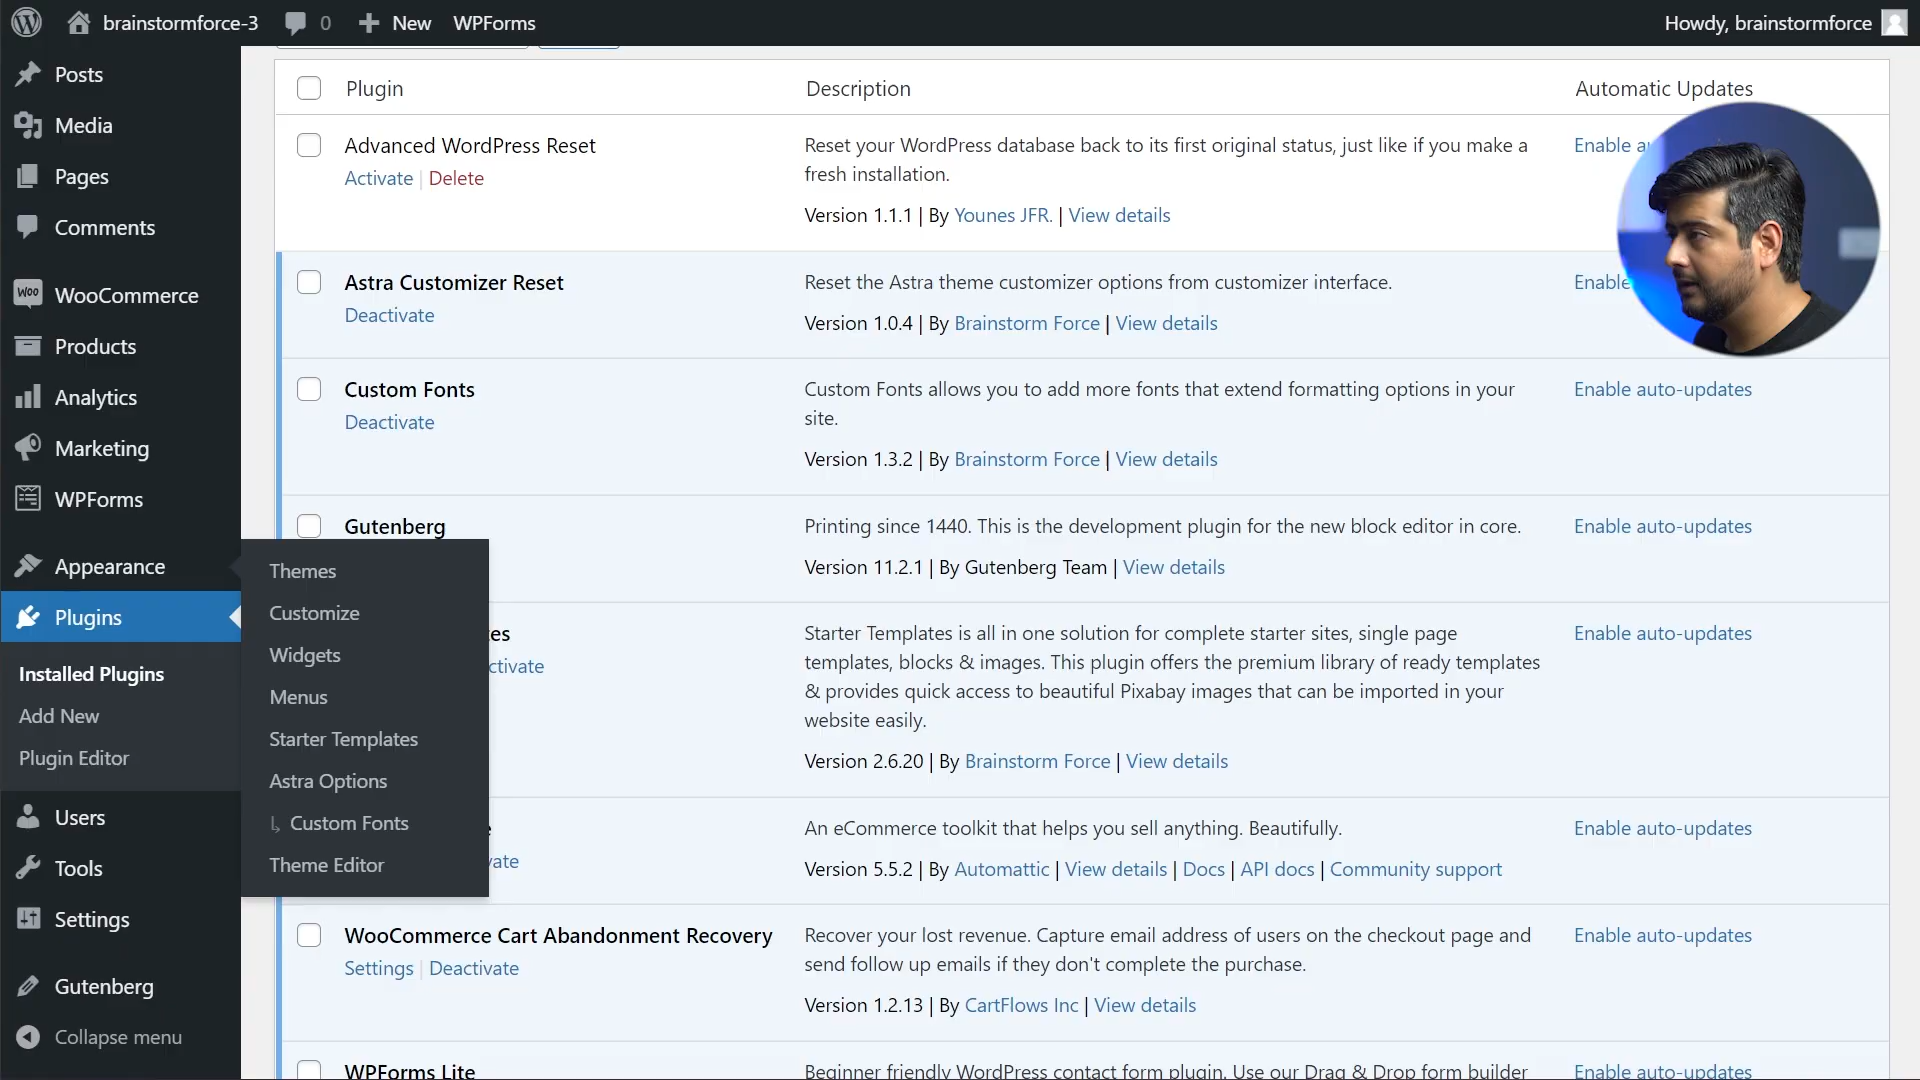 brainstormforce-3 0 New WPForms Howdy, brainstormforce
Posts
Media
Pages
Comments
WooCommerce
Products
Analytics
Marketing
WPForms
Appearance
Plugins
Installed Plugins
Add New
Plugin Editor
Users
Tools
Settings
Gutenberg
Collapse menu
Themes
Customize
Widgets
Menus
Starter Templates
Astra Options
Custom Fonts
Theme Editor
Plugin Description Automatic Updates
Advanced WordPress Reset
Activate | Delete
Reset your WordPress database back to its first original status, just like if you make a
fresh installation.
Version 1.1.1 | By Younes JFR. | View details
Enable
Astra Customizer Reset
Deactivate
Reset the Astra theme customizer options from customizer interface.
Version 1.0.4 | By Brainstorm Force | View details
Enable
Custom Fonts
Deactivate
Custom Fonts allows you to add more fonts that extend formatting options in your
site.
Version 1.3.2 | By Brainstorm Force | View details
Enable auto-updates
Gutenberg
Printing since 1440. This is the development plugin for the new block editor in core.
Version 11.2.1 | By Gutenberg Team | View details
Enable auto-updates
es
ctivate
Starter Templates is all in one solution for complete starter sites, single page
templates, blocks & images. This plugin offers the premium library of ready templates
& provides quick access to beautiful Pixabay images that can be imported in your
website easily.
Version 2.6.20 | By Brainstorm Force | View details
Enable auto-updates
vate
An eCommerce toolkit that helps you sell anything. Beautifully.
Version 5.5.2 | By Automattic | View details | Docs | API docs | Community support
Enable auto-updates
WooCommerce Cart Abandonment Recovery
Settings | Deactivate
Recover your lost revenue. Capture email address of users on the checkout page and
send follow up emails if they don't complete the purchase.
Version 1.2.13 | By CartFlows Inc | View details
Enable auto-updates
WPForms Lite
Beginner friendly WordPress contact form plugin. Use our Drag & Drop form builder
Enable auto-updates